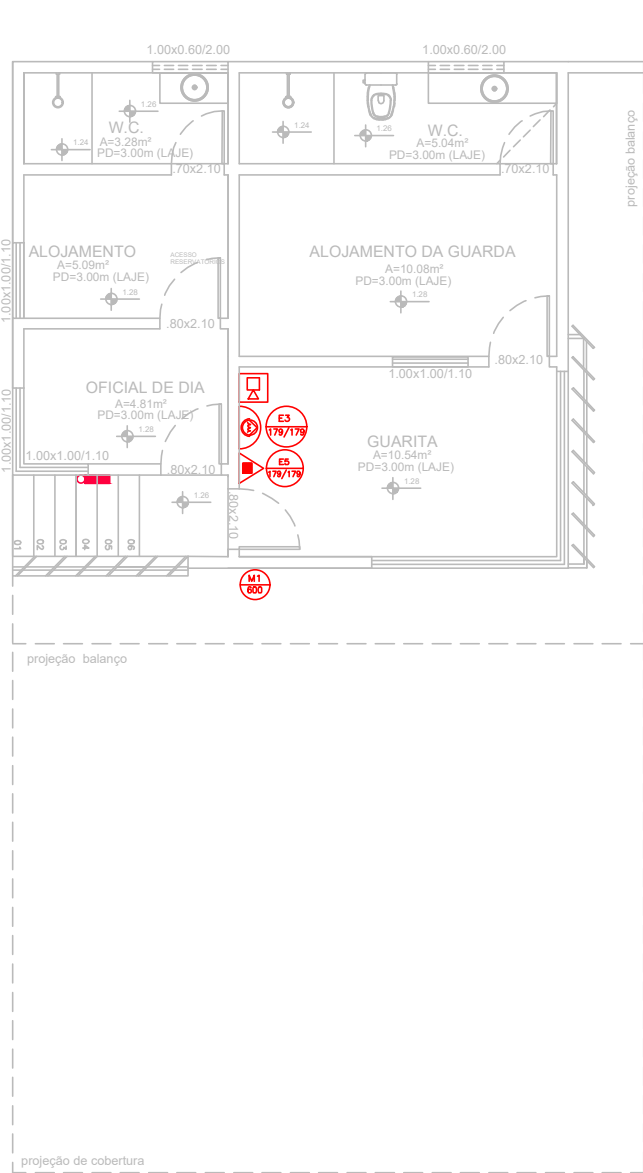 1.00x0.60/2.00
1.00x0.60/2.00
projeção balanço
1.26
W.C.
A=3.28m²
PD=3.00m (LAJE)
1.24
.70x2.10
1.24
1.26
W.C.
A=5.04m²
PD=3.00m (LAJE)
.70x2.10
1.00x1.00/1.10
ALOJAMENTO
A=5.09m²
PD=3.00m (LAJE)
1.28
ACESSO
RESERVATÓRIOS
.80x2.10
ALOJAMENTO DA GUARDA
A=10.08m²
PD=3.00m (LAJE)
1.28
.80x2.10
1.00x1.00/1.10
1.00x1.00/1.10
OFICIAL DE DIA
A=4.81m²
PD=3.00m (LAJE)
1.28
1.00x1.00/1.10
.80x2.10
E3
179/179
E5
179/179
GUARITA
A=10.54m²
PD=3.00m (LAJE)
1.28
1.26
.80x2.10
01
02
03
04
05
06
M1
600
projeção balanço
projeção de cobertura